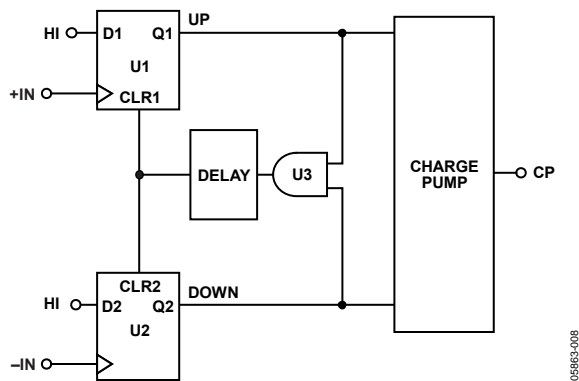 HI
D1
Q1
UP
U1
+IN
CLR1
DELAY
U3
CHARGE
PUMP
CP
CLR2
DOWN
HI
D2
Q2
U2
–IN
05863-008